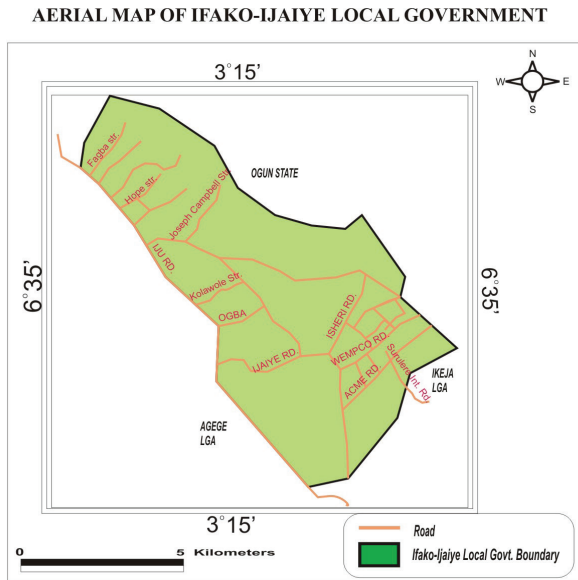 AERIAL MAP OF IFAKO-IJAIYE LOCAL GOVERNMENT
3°15'
N
W E
S
Fagba str.
OGUN STATE
Hope str.
Joseph Campbell Str.
IJU RD.
6°35'
6°35'
Kolawole Str.
OGBA
ISHERI RD.
IJAIYE RD.
WEMPCO RD.
Surulere Int. Rd.
ACME RD.
IKEJA
LGA
AGEGE
LGA
3°15'
Road
Ifako-Ijaiye Local Govt. Boundary
0 5 Kilometers